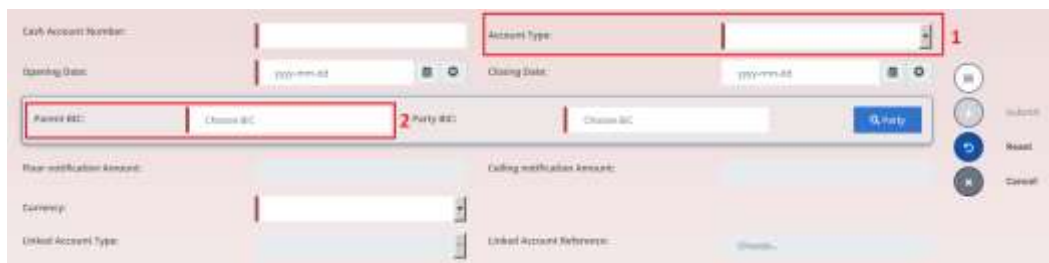 Cash Account Number:
Account Type:
1
Opening Date:
yyyy-mm-dd
Closing Date:
yyyy-mm-dd
Parent BIC:
Choose BIC
2
Party BIC:
Choose BIC
Party
Submit
Reset
Cancel
Floor notification Amount:
Ceiling notification Amount:
Currency:
Linked Account Type:
Linked Account Reference:
Choose...